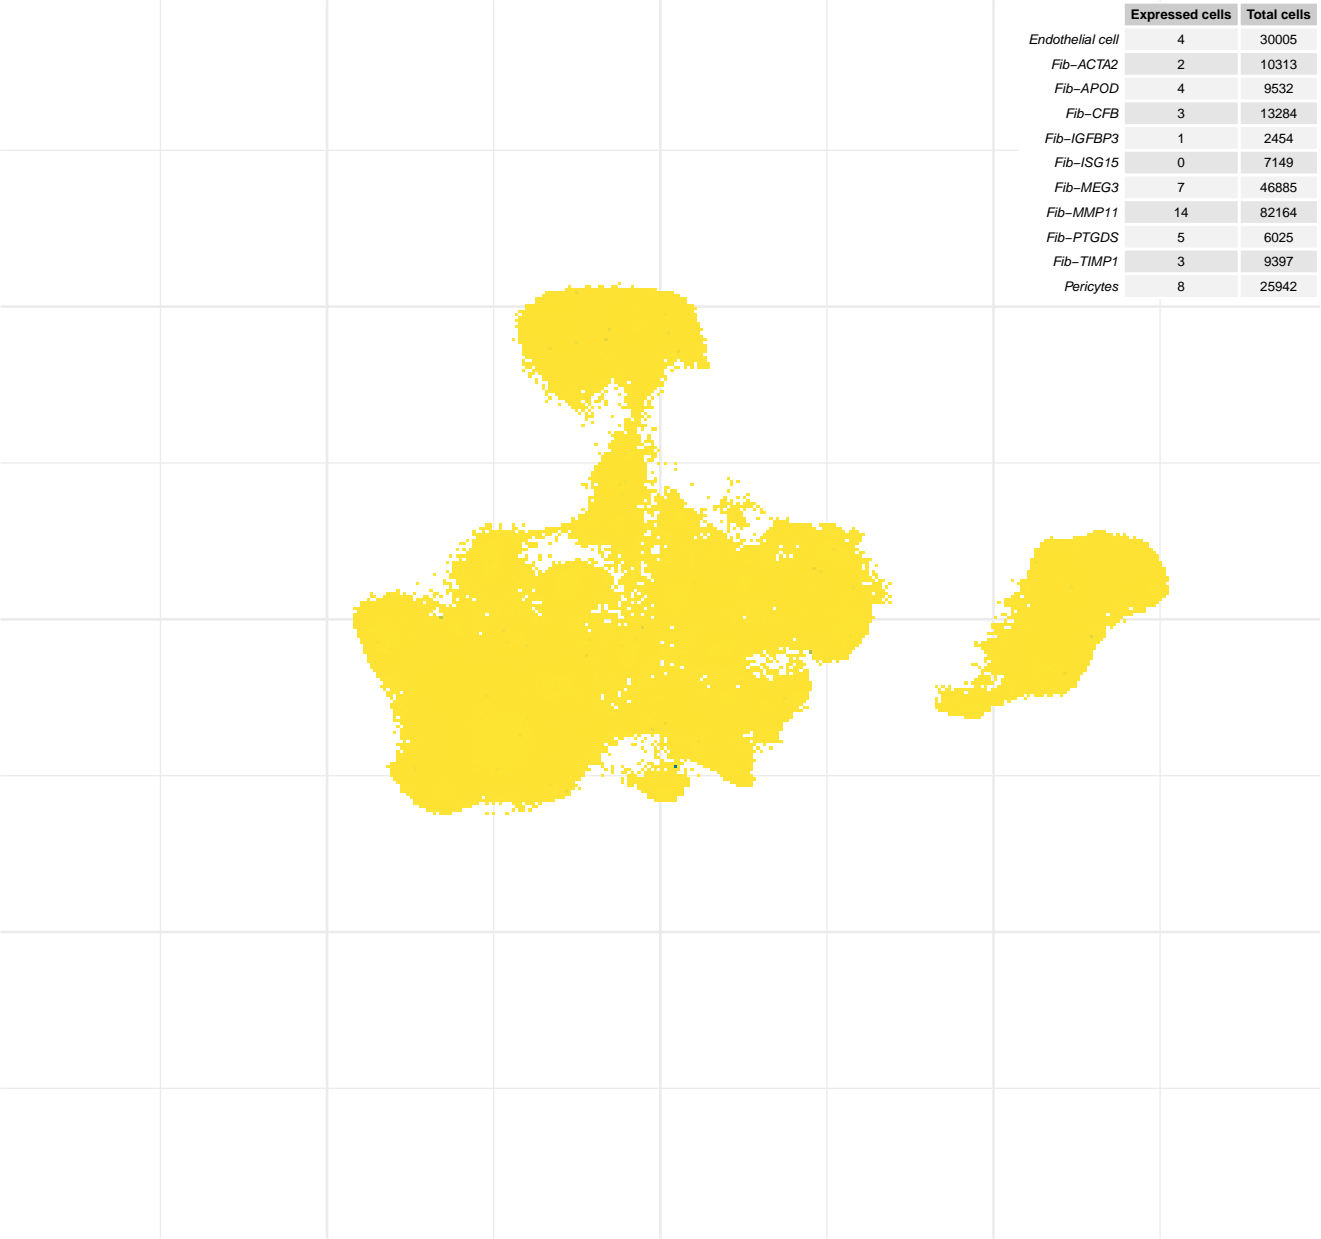 Expressed cells Total cells
Endothelial cell 4 30005
Fib−ACTA2 2 10313
Fib−APOD 4 9532
Fib−CFB 3 13284
Fib−IGFBP3 1 2454
Fib−ISG15 0 7149
Fib−MEG3 7 46885
Fib−MMP11 14 82164
Fib−PTGDS 5 6025
Fib−TIMP1 3 9397
Pericytes 8 25942